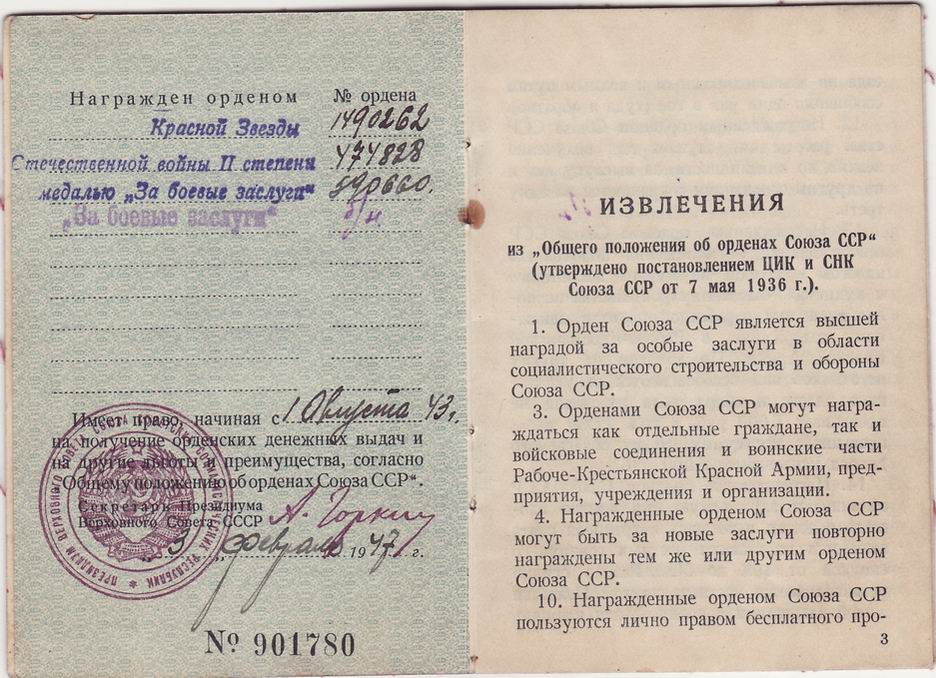 Награжден орденом № ордена
Красной Звезды 1490262
Отечественной войны II степени 474828
медалью „За боевые заслуги“ 890660.
„За боевые заслуги“ б/н
Имеет право, начиная с 1 Августа 43 г.
на получение орденских денежных выдач и
на другие льготы и преимущества, согласно
"Общему положению об орденах Союза ССР".
Секретарь Президиума
Верховного Совета СССР А. Горкин
3 февраля 1947 г.
№ 901780
ИЗВЛЕЧЕНИЯ
из „Общего положения об орденах Союза ССР“
(утверждено постановлением ЦИК и СНК
Союза ССР от 7 мая 1936 г.).
1. Орден Союза ССР является высшей
наградой за особые заслуги в области
социалистического строительства и обороны
Союза ССР.
3. Орденами Союза ССР могут награ-
ждаться как отдельные граждане, так и
войсковые соединения и воинские части
Рабоче-Крестьянской Красной Армии, пред-
приятия, учреждения и организации.
4. Награжденные орденом Союза ССР
могут быть за новые заслуги повторно
награждены тем же или другим орденом
Союза ССР.
10. Награжденные орденом Союза ССР
пользуются лично правом бесплатного про-
3